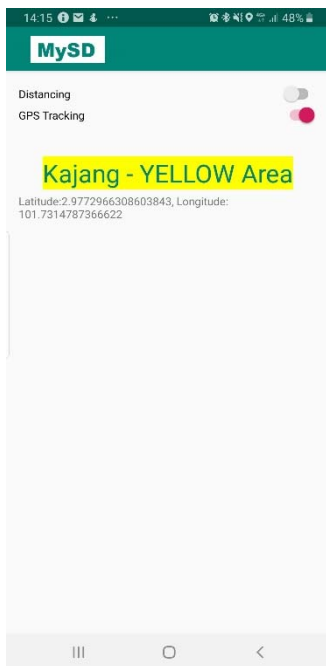 14:15
48%
MySD
Distancing
GPS Tracking
Kajang - YELLOW Area
Latitude:2.9772966308603843, Longitude:
101.7314787366622